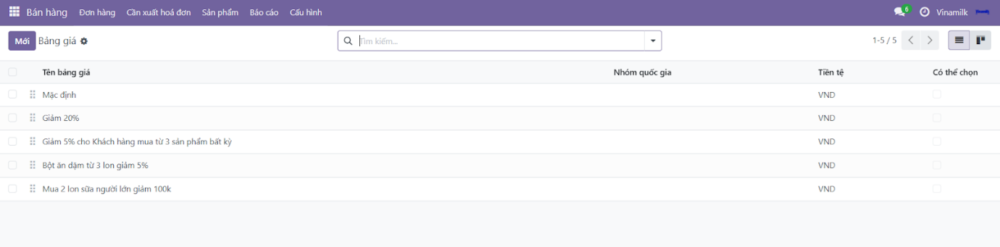 Bán hàng Đơn hàng Cần xuất hoá đơn Sản phẩm Báo cáo Cấu hình 6 Vinamilk
Mới Bảng giá Tìm kiếm... 1-5 / 5
Tên bảng giá Nhóm quốc gia Tiền tệ Có thể chọn
Mặc định VND
Giảm 20% VND
Giảm 5% cho Khách hàng mua từ 3 sản phẩm bất kỳ VND
Bột ăn dặm từ 3 lon giảm 5% VND
Mua 2 lon sữa người lớn giảm 100k VND